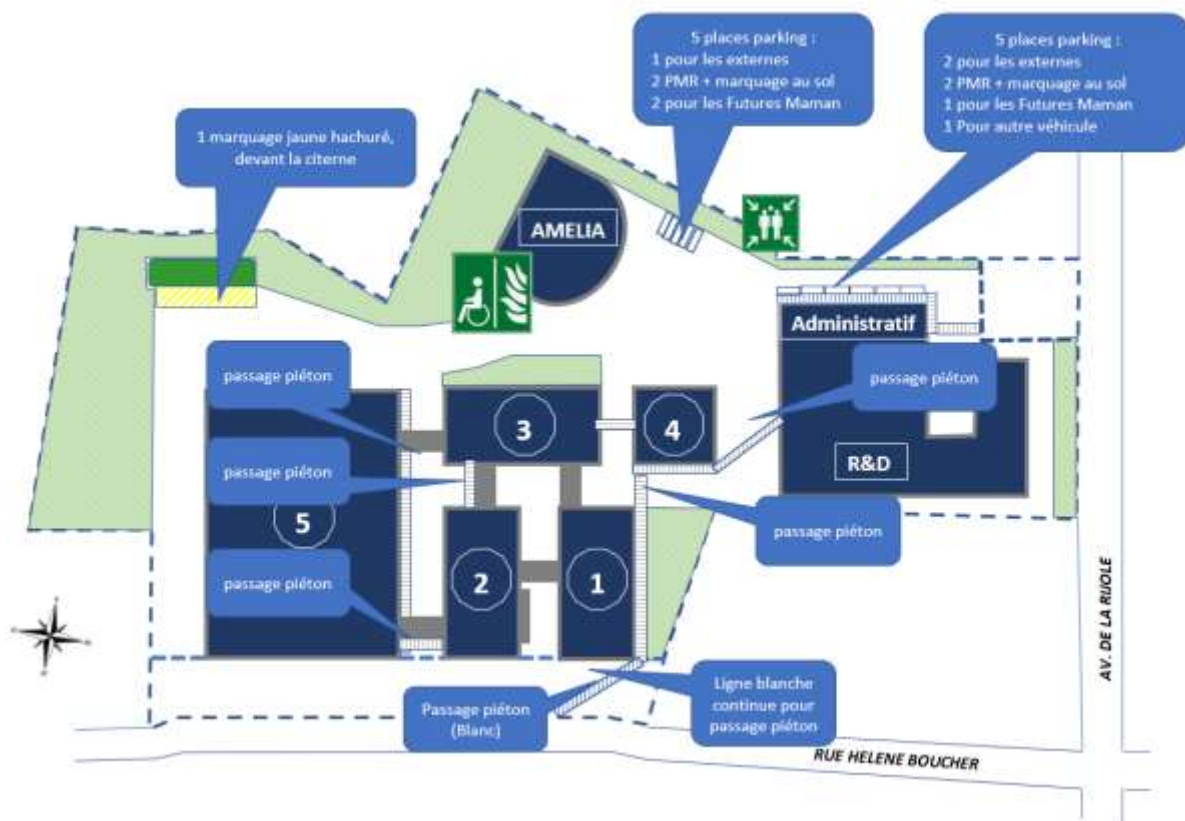 5 places parking :
1 pour les externes
2 PMR + marquage au sol
2 pour les Futures Maman
5 places parking :
2 pour les externes
2 PMR + marquage au sol
1 pour les Futures Maman
1 Pour autre véhicule
1 marquage jaune hachuré,
devant la citerne
AMELIA
Administratif
passage piéton
passage piéton
3
4
passage piéton
R&D
5
passage piéton
passage piéton
2
1
Passage piéton
(Blanc)
Ligne blanche
continue pour
passage piéton
AV. DE LA RUOLE
RUE HELENE BOUCHER